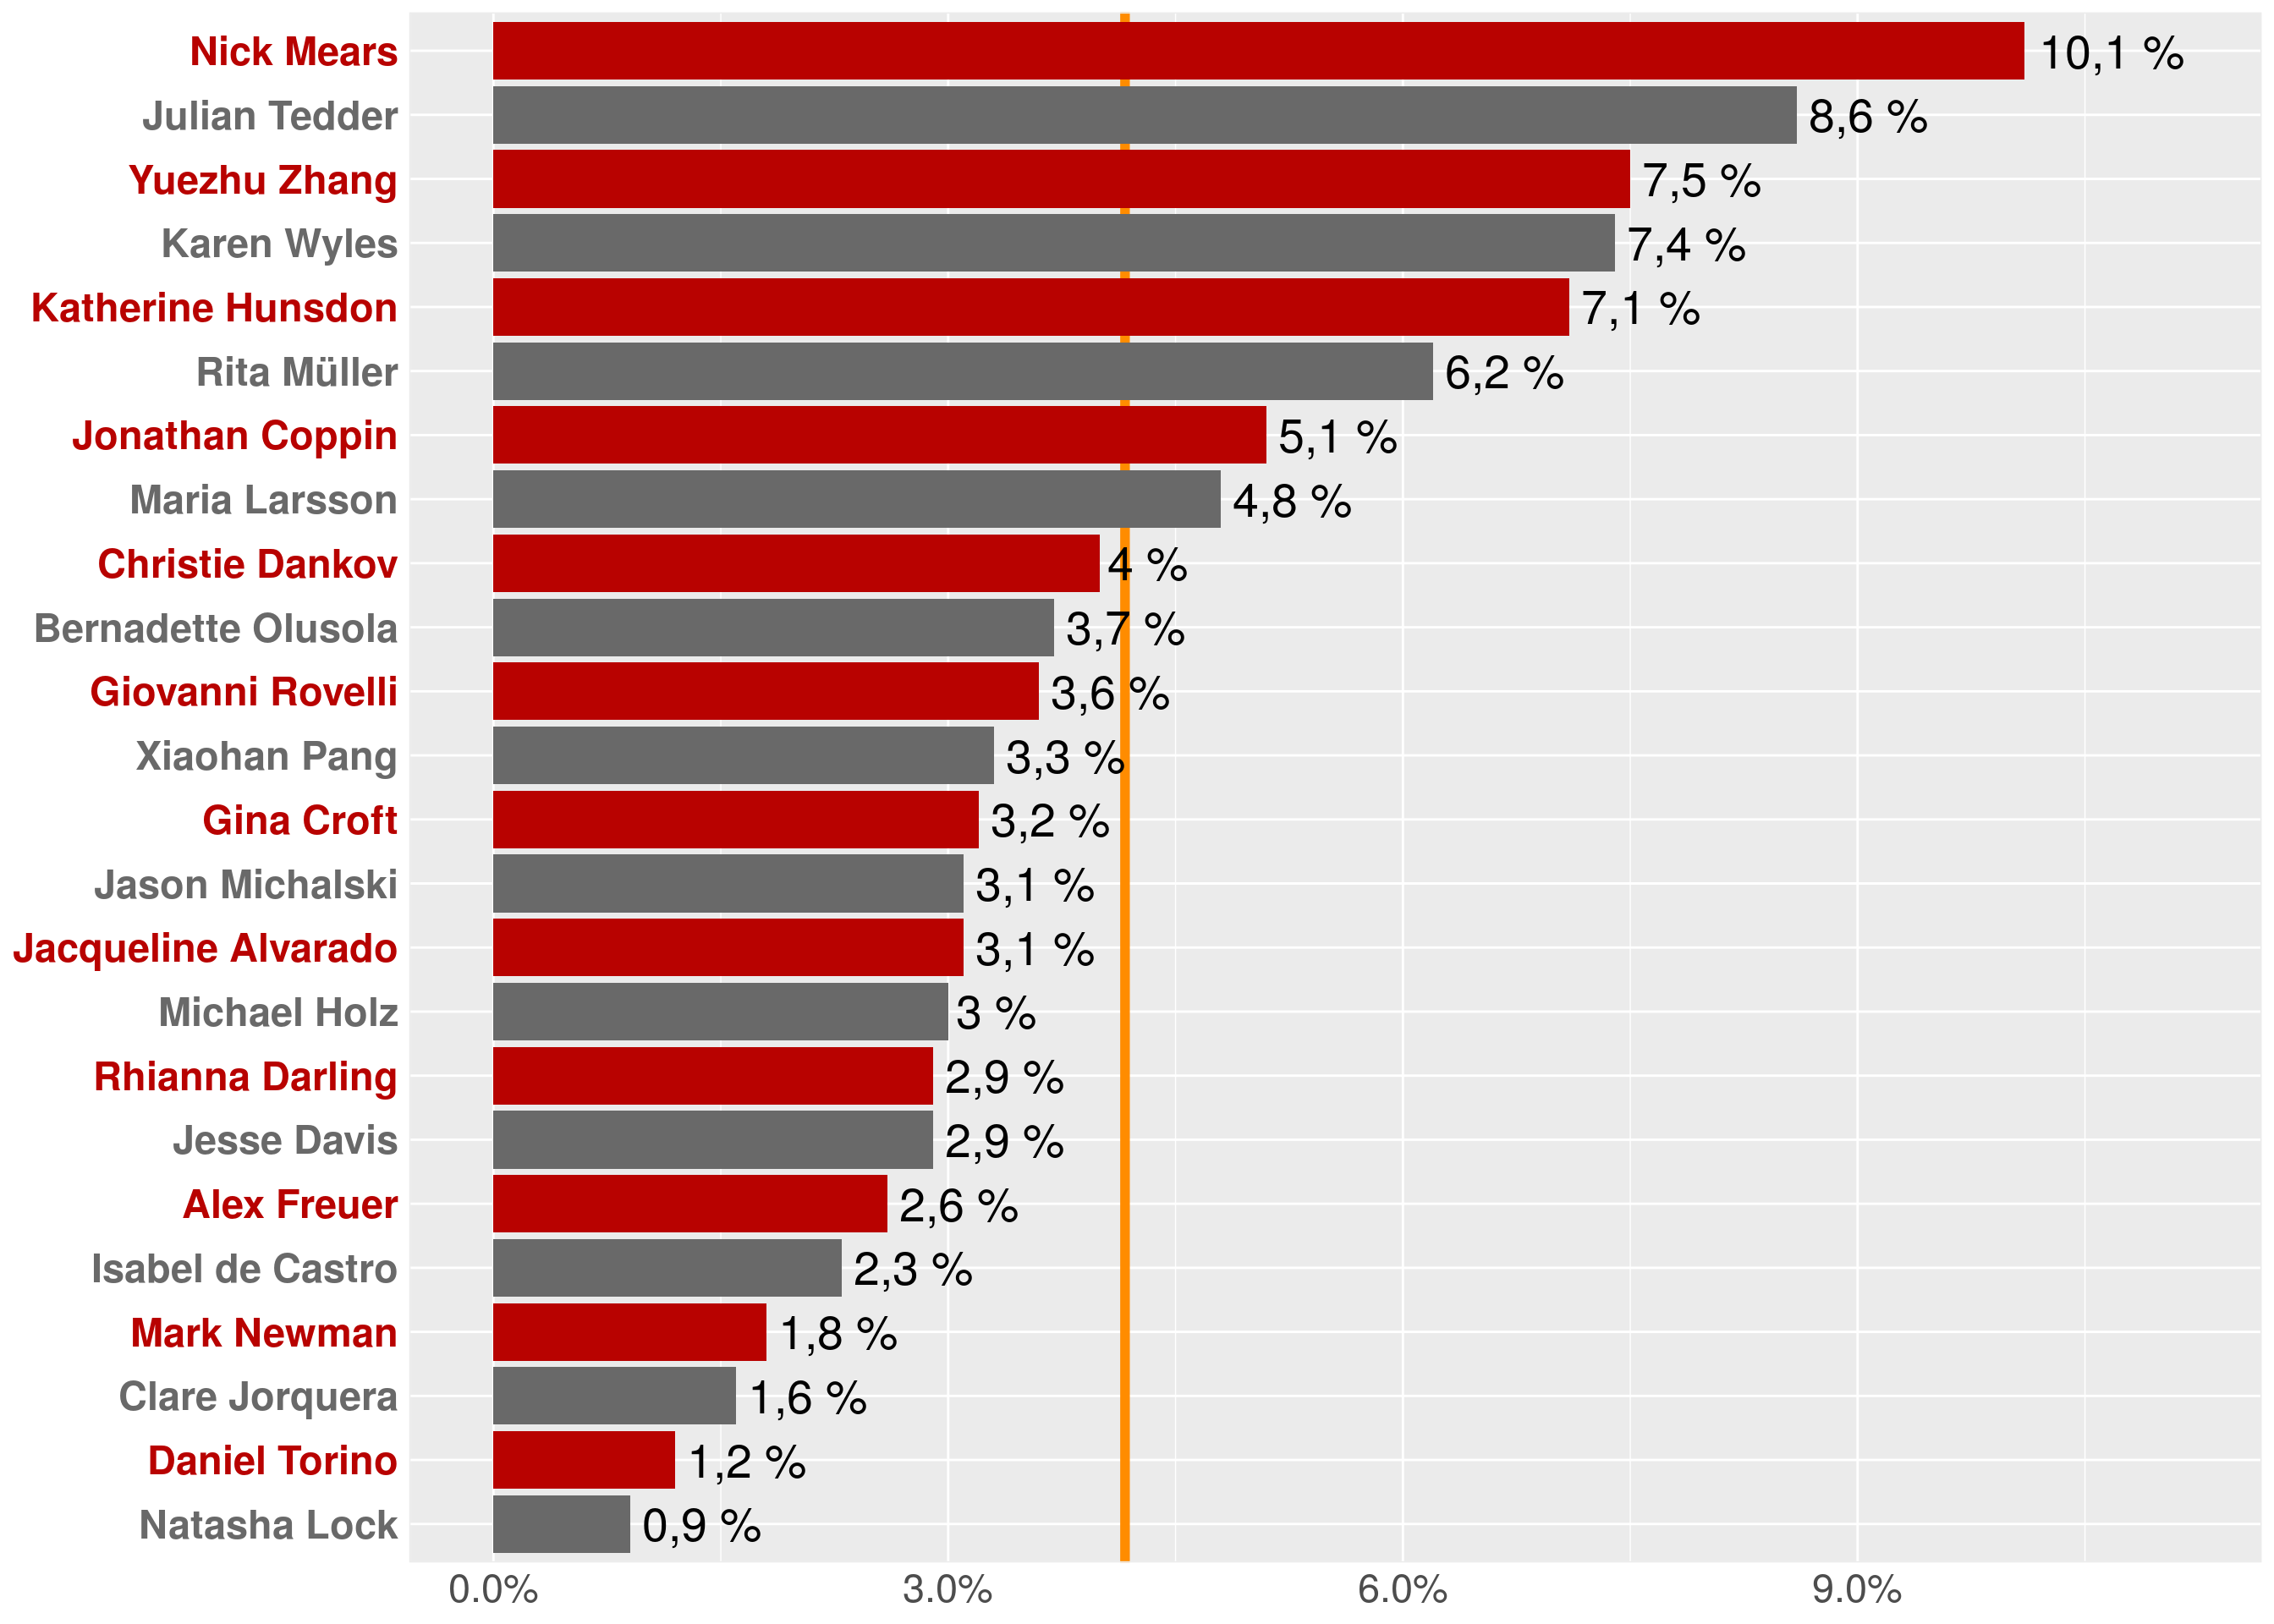 Nick Mears 10,1 %
Julian Tedder 8,6 %
Yuezhu Zhang 7,5 %
Karen Wyles 7,4 %
Katherine Hunsdon 7,1 %
Rita Müller 6,2 %
Jonathan Coppin 5,1 %
Maria Larsson 4,8 %
Christie Dankov 4 %
Bernadette Olusola 3,7 %
Giovanni Rovelli 3,6 %
Xiaohan Pang 3,3 %
Gina Croft 3,2 %
Jason Michalski 3,1 %
Jacqueline Alvarado 3,1 %
Michael Holz 3 %
Rhianna Darling 2,9 %
Jesse Davis 2,9 %
Alex Freuer 2,6 %
Isabel de Castro 2,3 %
Mark Newman 1,8 %
Clare Jorquera 1,6 %
Daniel Torino 1,2 %
Natasha Lock 0,9 %
0.0% 3.0% 6.0% 9.0%